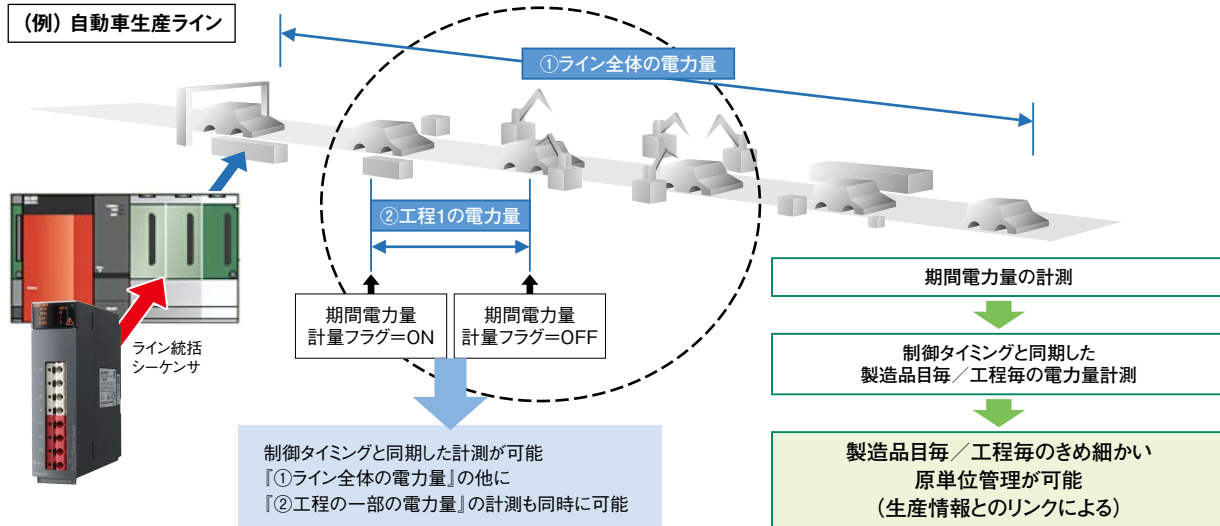 (例) 自動車生産ライン
①ライン全体の電力量
②工程1の電力量
期間電力量
計量フラグ=ON
期間電力量
計量フラグ=OFF
ライン統括
シーケンサ
制御タイミングと同期した計測が可能
『①ライン全体の電力量』の他に
『②工程の一部の電力量』の計測も同時に可能
期間電力量の計測
制御タイミングと同期した
製造品目毎／工程毎の電力量計測
製造品目毎／工程毎のきめ細かい
原単位管理が可能
(生産情報とのリンクによる)